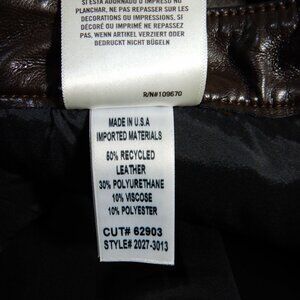 SI ESTÁ ADORNADO O IMPRESO NO
PLANCHAR, NE PAS REPASSER SUR LES
DÉCORATIONS OU IMPRESSIONS, SI
DÉCORÉ OU IMPRIMÉ NE REPASSEZ
PAS, WENN ARTIKEL VERZIERT ODER
BEDRUCKT NICHT BÜGELN
R/N#109670
MADE IN U.S.A
IMPORTED MATERIALS
60% RECYCLED
LEATHER
30% POLYURETHANE
10% VISCOSE
10% POLYESTER
CUT# 62903
STYLE# 2027-3013